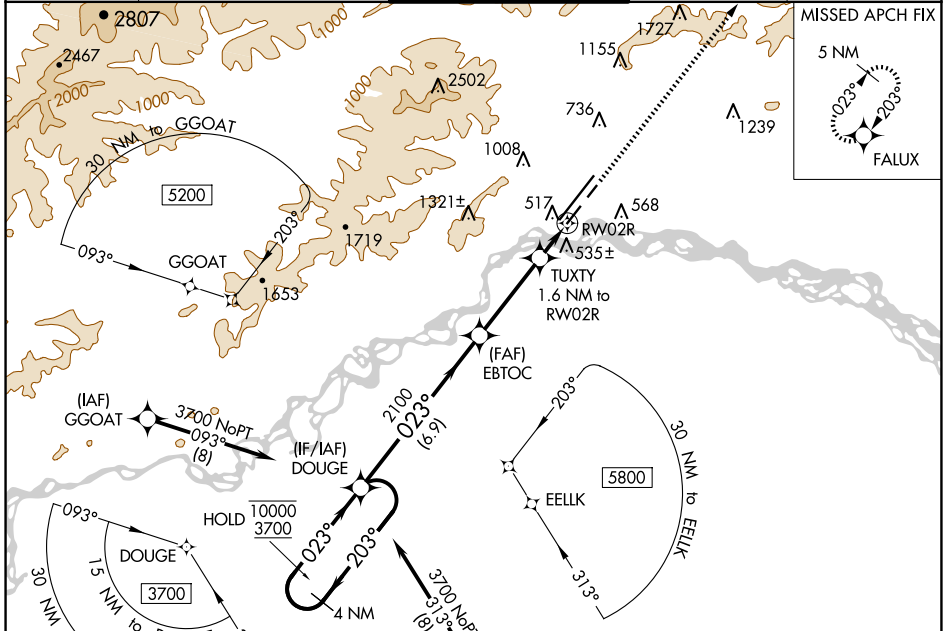 2807
2467
2000
1000
1000
1000
2502
1155
1727
736
1239
1008
1321±
517
568
RW02R
535±
MISSED APCH FIX
5 NM
023°
203°
FALUX
30 NM to GGOAT
5200
203°
093°
GGOAT
1719
1653
TUXTY
1.6 NM to
RW02R
(FAF)
EBTOC
2100
023°
(6.9)
(IAF)
GGOAT
3700 NoPT
093°
(8)
(IF/IAF)
DOUGE
HOLD
10000
3700
023°
203°
4 NM
3700 NoPT
313°
(8)
203°
30 NM to EELLK
5800
EELLK
313°
093°
DOUGE
3700
30 NM
15 NM to